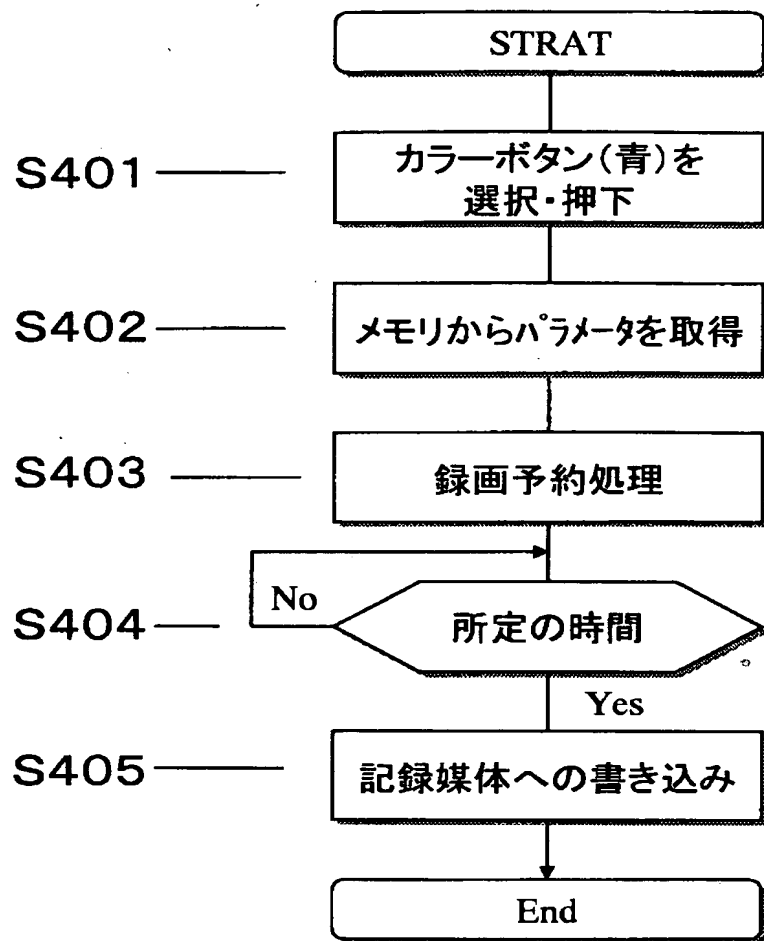 STRAT
S401
カラーボタン(青)を
選択・押下
S402
メモリからパラメータを取得
S403
録画予約処理
No
S404
所定の時間
Yes
S405
記録媒体への書き込み
End